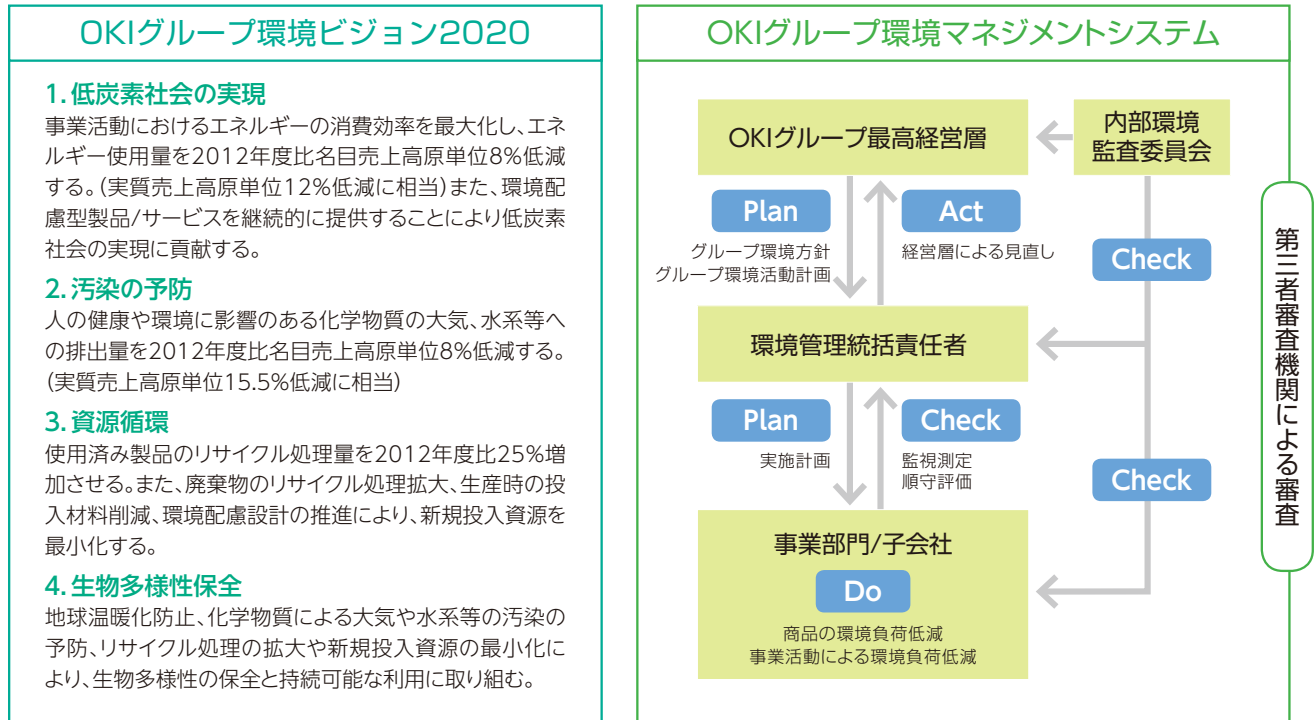 OKIグループ環境ビジョン2020
1. 低炭素社会の実現
事業活動におけるエネルギーの消費効率を最大化し、エネ
ルギー使用量を2012年度比名目売上高原単位8%低減
する。(実質売上高原単位12%低減に相当)また、環境配
慮型製品/サービスを継続的に提供することにより低炭素
社会の実現に貢献する。
2. 汚染の予防
人の健康や環境に影響のある化学物質の大気、水系等へ
の排出量を2012年度比名目売上高原単位8%低減する。
(実質売上高原単位15.5%低減に相当)
3. 資源循環
使用済み製品のリサイクル処理量を2012年度比25%増
加させる。また、廃棄物のリサイクル処理拡大、生産時の投
入材料削減、環境配慮設計の推進により、新規投入資源を
最小化する。
4. 生物多様性保全
地球温暖化防止、化学物質による大気や水系等の汚染の
予防、リサイクル処理の拡大や新規投入資源の最小化に
より、生物多様性の保全と持続可能な利用に取り組む。
OKIグループ環境マネジメントシステム
OKIグループ最高経営層
内部環境
監査委員会
Plan
グループ環境方針
グループ環境活動計画
Act
経営層による見直し
Check
環境管理統括責任者
Plan
実施計画
Check
監視測定
順守評価
Check
事業部門/子会社
Do
商品の環境負荷低減
事業活動による環境負荷低減
第三者審査機関による審査